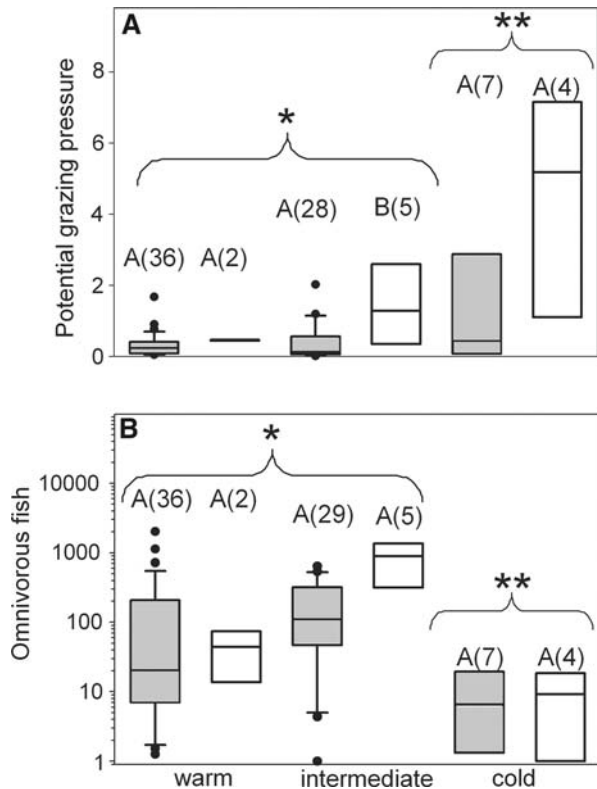 A
**
8
A(7) A(4)
*
6
Potential grazing pressure
4
A(28) B(5)
A(36) A(2)
2
0
B
*
10000
A(36) A(2) A(29) A(5)
1000
**
Omnivorous fish
100
A(7) A(4)
10
1
warm intermediate cold